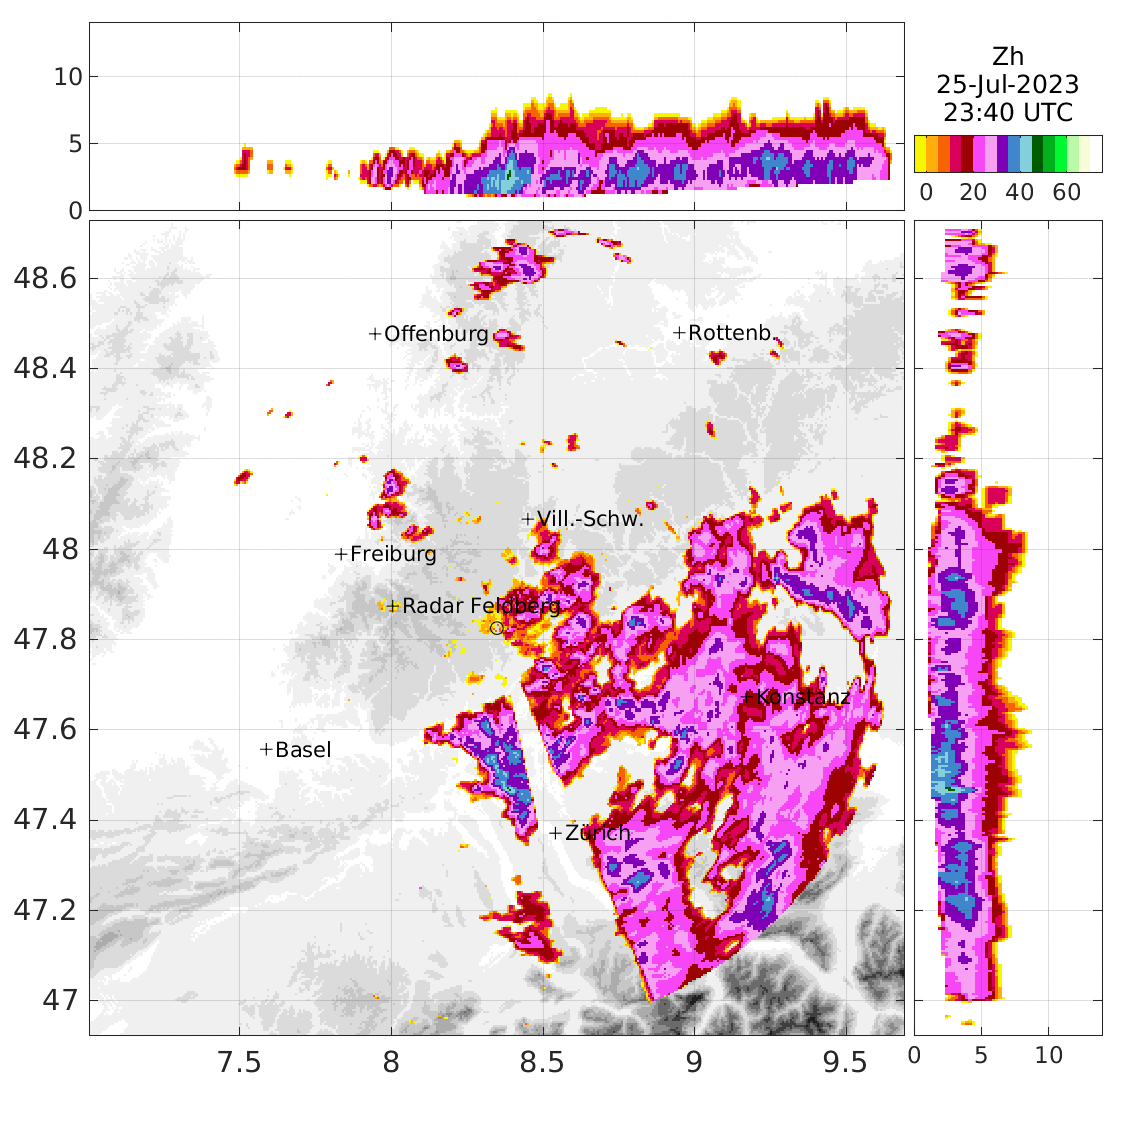 Zh
25-Jul-2023
23:40 UTC
0 20 40 60
10
5
0
48.6
48.4
48.2
48
47.8
47.6
47.4
47.2
47
+Offenburg
+Rottenb.
+Vill.-Schw.
+Freiburg
+Radar Feldberg
+Konstanz
+Basel
+Zürich
7.5 8 8.5 9 9.5
0 5 10